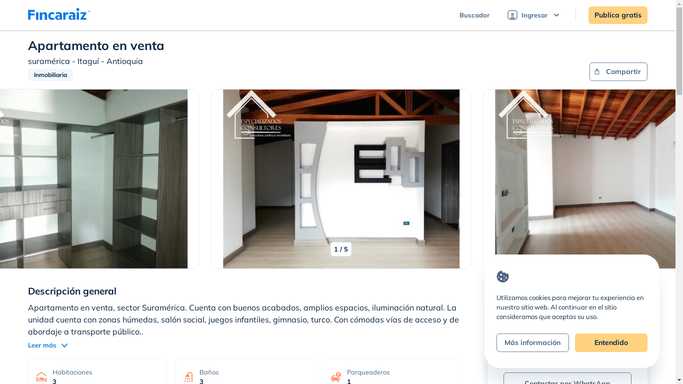 Fincaraiz
Buscador
Ingresar
Publica gratis
Apartamento en venta
suramérica - Itaguí - Antioquia
Inmobiliaria
Compartir
ESPECIALIZADOS
CONSULTORES
ESPECIALIZADOS
CONSULTORES
1 / 5
Descripción general
Apartamento en venta, sector Suramérica. Cuenta con buenos acabados, amplios espacios, iluminación natural. La
unidad cuenta con zonas húmedas, salón social, juegos infantiles, gimnasio, turco. Con cómodas vías de acceso y de
abordaje a transporte público..
Leer más
Habitaciones
3
Baños
3
Parqueaderos
1
Utilizamos cookies para mejorar tu experiencia en
nuestro sitio web. Al continuar en el sitio
consideramos que aceptas su uso.
Más información
Entendido
Contactar por WhatsApp